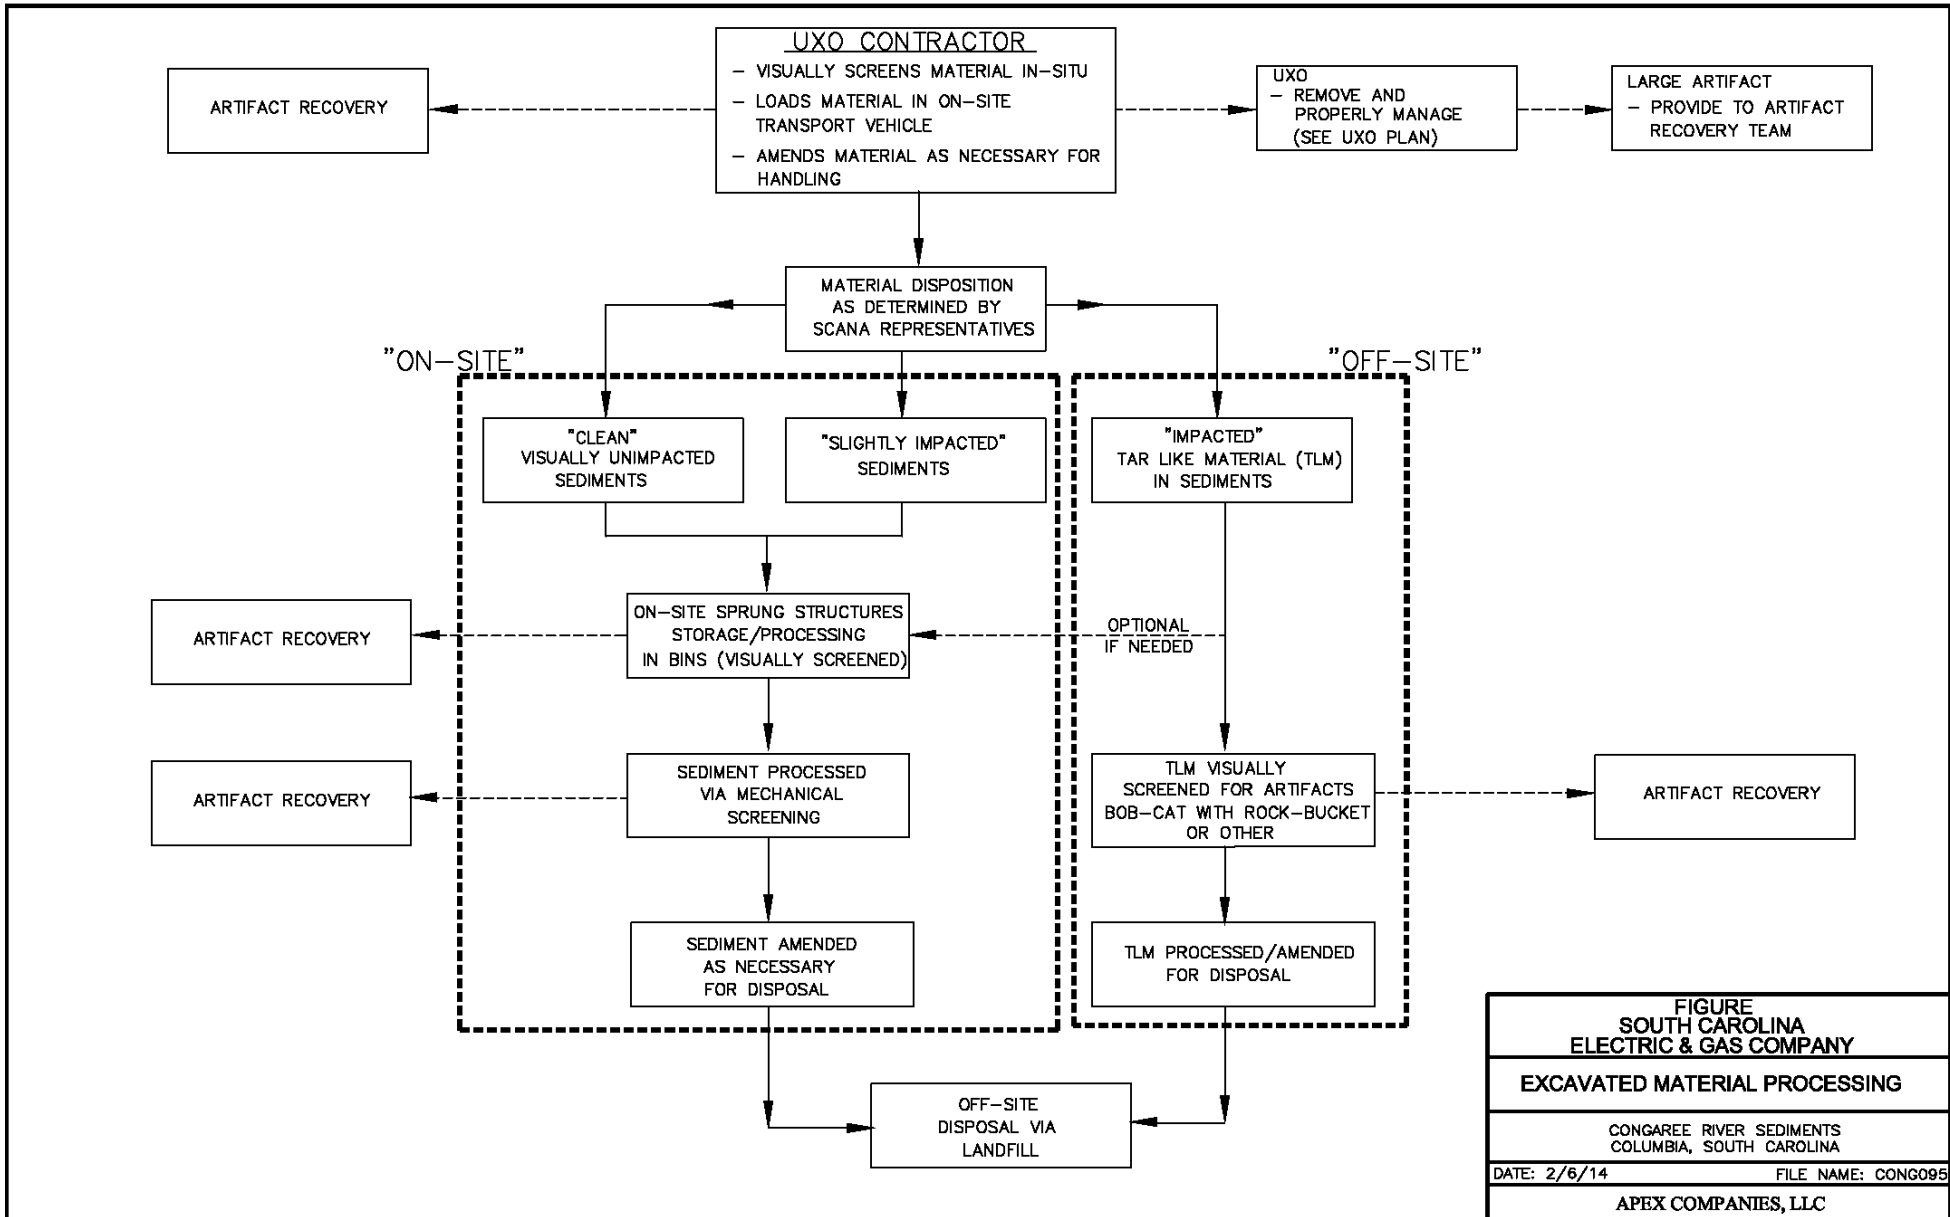 UXO CONTRACTOR
– VISUALLY SCREENS MATERIAL IN–SITU
– LOADS MATERIAL IN ON–SITE
TRANSPORT VEHICLE
– AMENDS MATERIAL AS NECESSARY FOR
HANDLING
ARTIFACT RECOVERY
UXO
– REMOVE AND
PROPERLY MANAGE
(SEE UXO PLAN)
LARGE ARTIFACT
– PROVIDE TO ARTIFACT
RECOVERY TEAM
MATERIAL DISPOSITION
AS DETERMINED BY
SCANA REPRESENTATIVES
"ON–SITE"
"OFF–SITE"
"CLEAN"
VISUALLY UNIMPACTED
SEDIMENTS
"SLIGHTLY IMPACTED"
SEDIMENTS
"IMPACTED"
TAR LIKE MATERIAL (TLM)
IN SEDIMENTS
ARTIFACT RECOVERY
ON–SITE SPRUNG STRUCTURES
STORAGE/PROCESSING
IN BINS (VISUALLY SCREENED)
OPTIONAL
IF NEEDED
ARTIFACT RECOVERY
SEDIMENT PROCESSED
VIA MECHANICAL
SCREENING
TLM VISUALLY
SCREENED FOR ARTIFACTS
BOB–CAT WITH ROCK–BUCKET
OR OTHER
ARTIFACT RECOVERY
SEDIMENT AMENDED
AS NECESSARY
FOR DISPOSAL
TLM PROCESSED/AMENDED
FOR DISPOSAL
OFF–SITE
DISPOSAL VIA
LANDFILL
FIGURE
SOUTH CAROLINA
ELECTRIC & GAS COMPANY
EXCAVATED MATERIAL PROCESSING
CONGAREE RIVER SEDIMENTS
COLUMBIA, SOUTH CAROLINA
DATE: 2/6/14 FILE NAME: CONG095
APEX COMPANIES, LLC